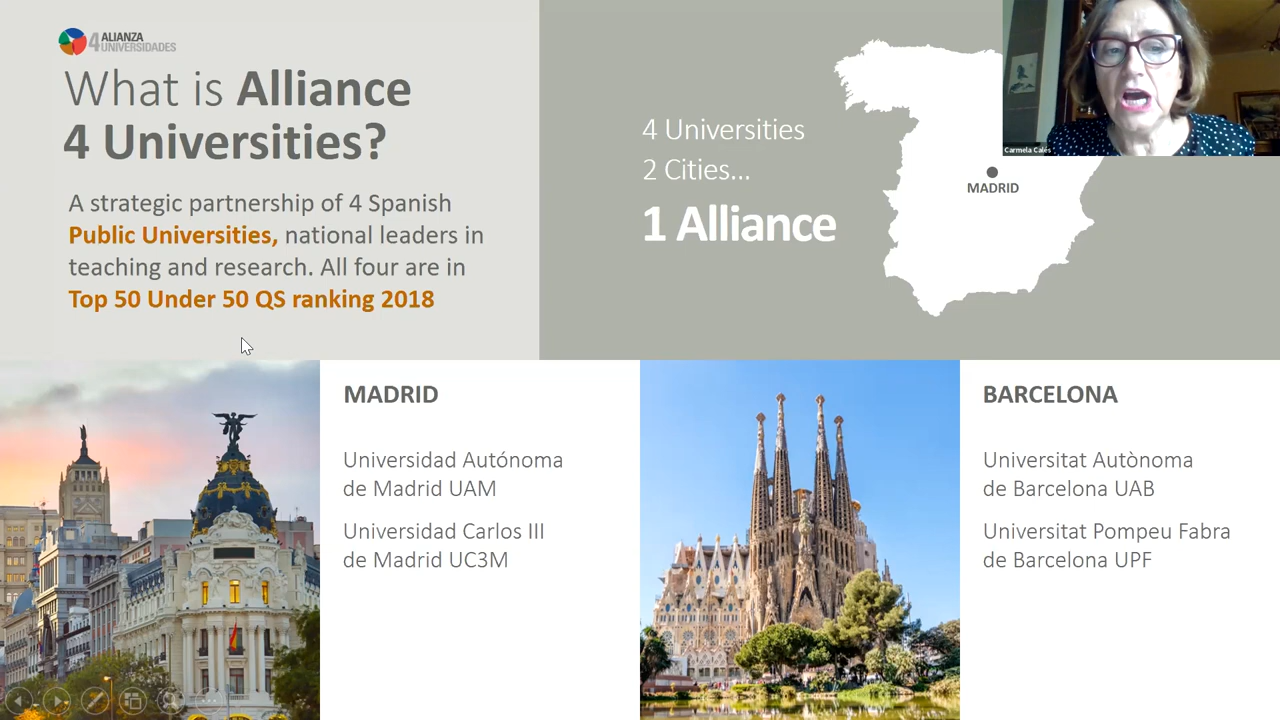 4 ALIANZA
UNIVERSIDADES
What is Alliance
4 Universities?
A strategic partnership of 4 Spanish
Public Universities, national leaders in
teaching and research. All four are in
Top 50 Under 50 QS ranking 2018
4 Universities
2 Cities...
1 Alliance
MADRID
Carmela Calés
MADRID
Universidad Autónoma
de Madrid UAM
Universidad Carlos III
de Madrid UC3M
BARCELONA
Universitat Autònoma
de Barcelona UAB
Universitat Pompeu Fabra
de Barcelona UPF